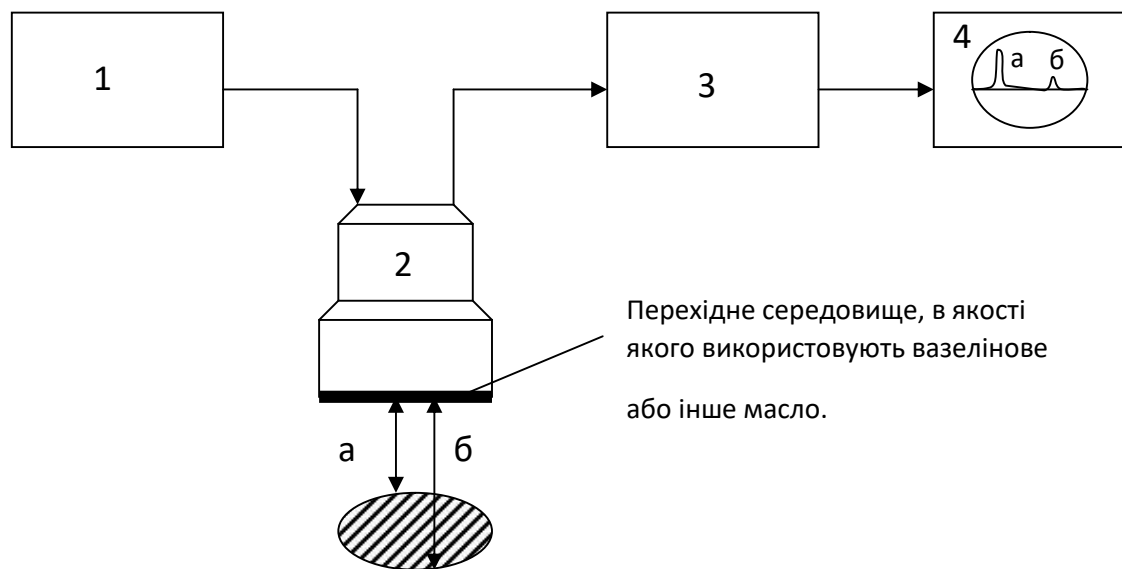 1
3
4
а
б
2
Перехідне середовище, в якості
якого використовують вазелінове
або інше масло.
а
б